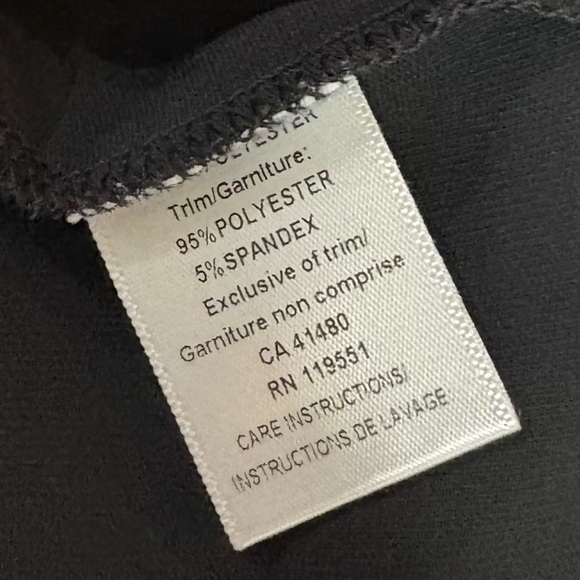 Trim/Garniture:
95%POLYESTER
5%SPANDEX
Exclusive of trim/
Garniture non comprise
CA 41480
RN 119551
CARE INSTRUCTIONS/
INSTRUCTIONS DE LAVAGE